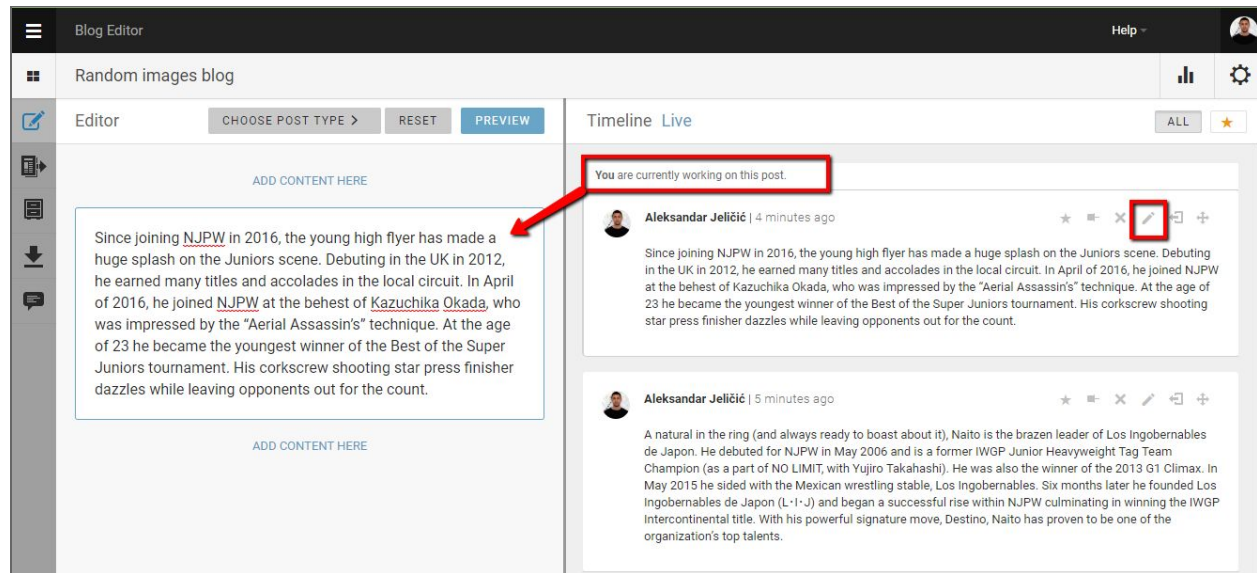 Blog Editor
Help
Random images blog
Editor
CHOOSE POST TYPE >
RESET
PREVIEW
ADD CONTENT HERE
Since joining NJPW in 2016, the young high flyer has made a
huge splash on the Juniors scene. Debuting in the UK in 2012,
he earned many titles and accolades in the local circuit. In April
of 2016, he joined NJPW at the behest of Kazuchika Okada, who
was impressed by the “Aerial Assassin’s” technique. At the age
of 23 he became the youngest winner of the Best of the Super
Juniors tournament. His corkscrew shooting star press finisher
dazzles while leaving opponents out for the count.
ADD CONTENT HERE
Timeline Live
ALL
You are currently working on this post.
Aleksandar Jeličić | 4 minutes ago
Since joining NJPW in 2016, the young high flyer has made a huge splash on the Juniors scene. Debuting
in the UK in 2012, he earned many titles and accolades in the local circuit. In April of 2016, he joined NJPW
at the behest of Kazuchika Okada, who was impressed by the “Aerial Assassin’s” technique. At the age of
23 he became the youngest winner of the Best of the Super Juniors tournament. His corkscrew shooting
star press finisher dazzles while leaving opponents out for the count.
Aleksandar Jeličić | 5 minutes ago
A natural in the ring (and always ready to boast about it), Naito is the brazen leader of Los Ingobernables
de Japon. He debuted for NJPW in May 2006 and is a former IWGP Junior Heavyweight Tag Team
Champion (as a part of NO LIMIT, with Yujiro Takahashi). He was also the winner of the 2013 G1 Climax. In
May 2015 he sided with the Mexican wrestling stable, Los Ingobernables. Six months later he founded Los
Ingobernables de Japon (L·I·J) and began a successful rise within NJPW culminating in winning the IWGP
Intercontinental title. With his powerful signature move, Destino, Naito has proven to be one of the
organization’s top talents.